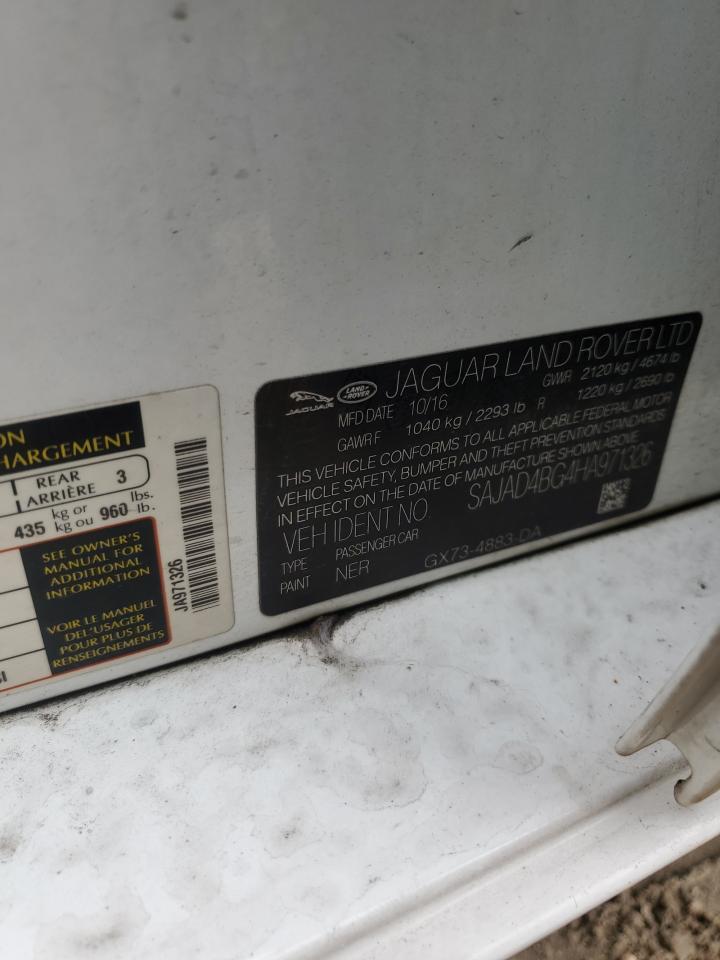 ON
HARGEMENT
REAR
ARRIÈRE
3
435 kg or
kg ou 960 lbs.
lb.
SEE OWNER'S
MANUAL FOR
ADDITIONAL
INFORMATION
VOIR LE MANUEL
DEL'USAGER
POUR PLUS DE
RENSEIGNEMENTS
JA971326
JAGUAR
LAND-
ROVER
JAGUAR LAND ROVER LTD
MFD DATE 10/16 GVWR 2120 kg / 4674 lb
GAWR F 1040 kg / 2293 lb R 1220 kg / 2690 lb
THIS VEHICLE CONFORMS TO ALL APPLICABLE FEDERAL MOTOR
VEHICLE SAFETY, BUMPER AND THEFT PREVENTION STANDARDS
IN EFFECT ON THE DATE OF MANUFACTURE SHOWN ABOVE
VEH IDENT NO. SAJAD4BG4HA971326
TYPE PASSENGER CAR
PAINT NER GX73-4883-DA